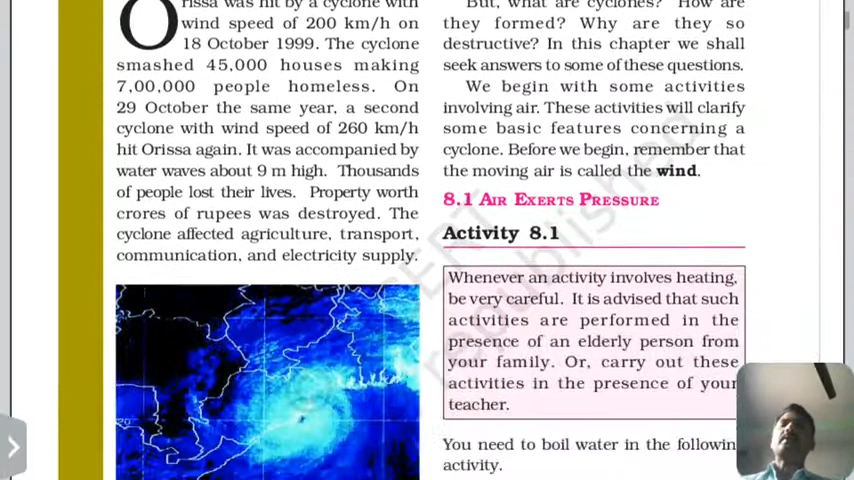 Orissa was hit by a cyclone with
wind speed of 200 km/h on
18 October 1999. The cyclone
smashed 45,000 houses making
7,00,000 people homeless. On
29 October the same year, a second
cyclone with wind speed of 260 km/h
hit Orissa again. It was accompanied by
water waves about 9 m high. Thousands
of people lost their lives. Property worth
crores of rupees was destroyed. The
cyclone affected agriculture, transport,
communication, and electricity supply.
But, what are cyclones? How are
they formed? Why are they so
destructive? In this chapter we shall
seek answers to some of these questions.
We begin with some activities
involving air. These activities will clarify
some basic features concerning a
cyclone. Before we begin, remember that
the moving air is called the wind.
8.1 AIR EXERTS PRESSURE
Activity 8.1
Whenever an activity involves heating,
be very careful. It is advised that such
activities are performed in the
presence of an elderly person from
your family. Or, carry out these
activities in the presence of your
teacher.
You need to boil water in the followin
activity.
republished